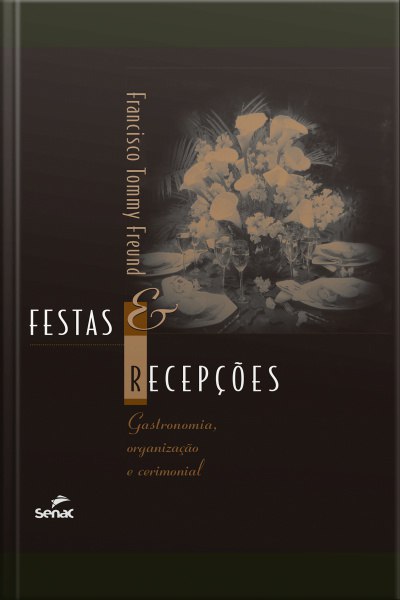 Francisco Tommy Freund
FESTAS &
RECEPÇÕES
Gastronomia,
organização
e cerimonial
senac